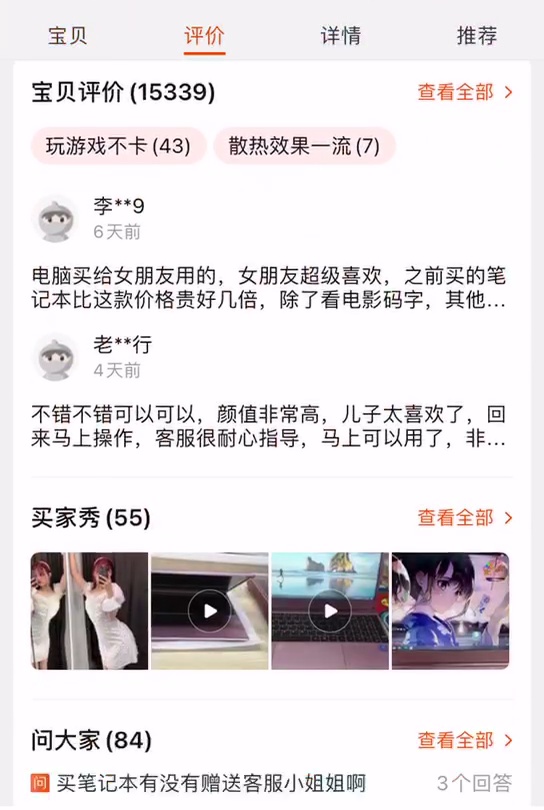 宝贝
评价
详情
推荐
宝贝评价(15339)
查看全部
玩游戏不卡(43)
散热效果一流(7)
李**9
6天前
电脑买给女朋友用的，女朋友超级喜欢，之前买的笔
记本比这款价格贵好几倍，除了看电影码字，其他...
老**行
4天前
不错不错可以可以，颜值非常高，儿子太喜欢了，回
来马上操作，客服很耐心指导，马上可以用了，非...
买家秀(55)
查看全部
问大家(84)
查看全部
问 买笔记本有没有赠送客服小姐姐啊
3个回答